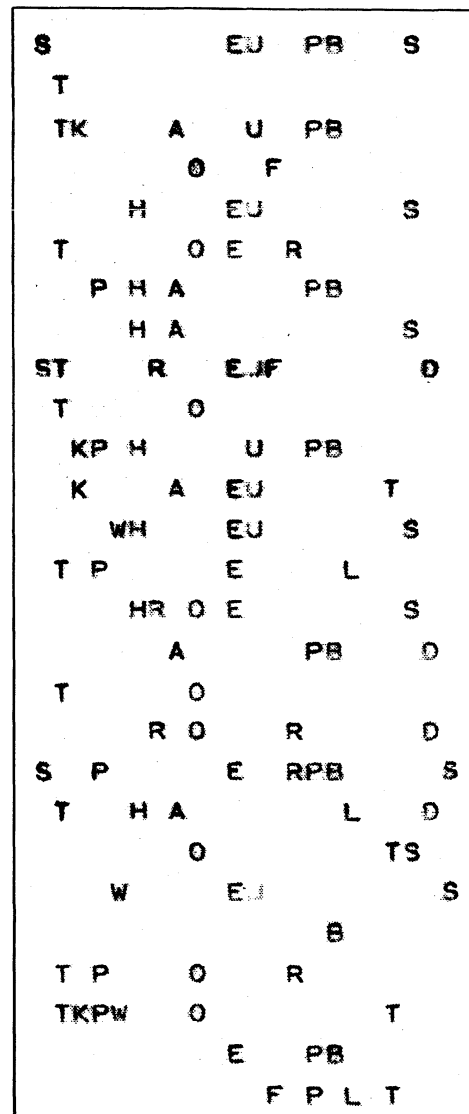 S EU PB S
T
TK A U PB
O F
H EU S
T O E R
P H A PB
H A S
ST R EUF D
T O
KP H U PB
K A EU T
WH EU S
T P E L
HR O E S
A PB D
T O
R O R D
S P E RPB S
T H A L D
O TS
W EU S
B
T P O R
TKPW O T
E PB
F P L T